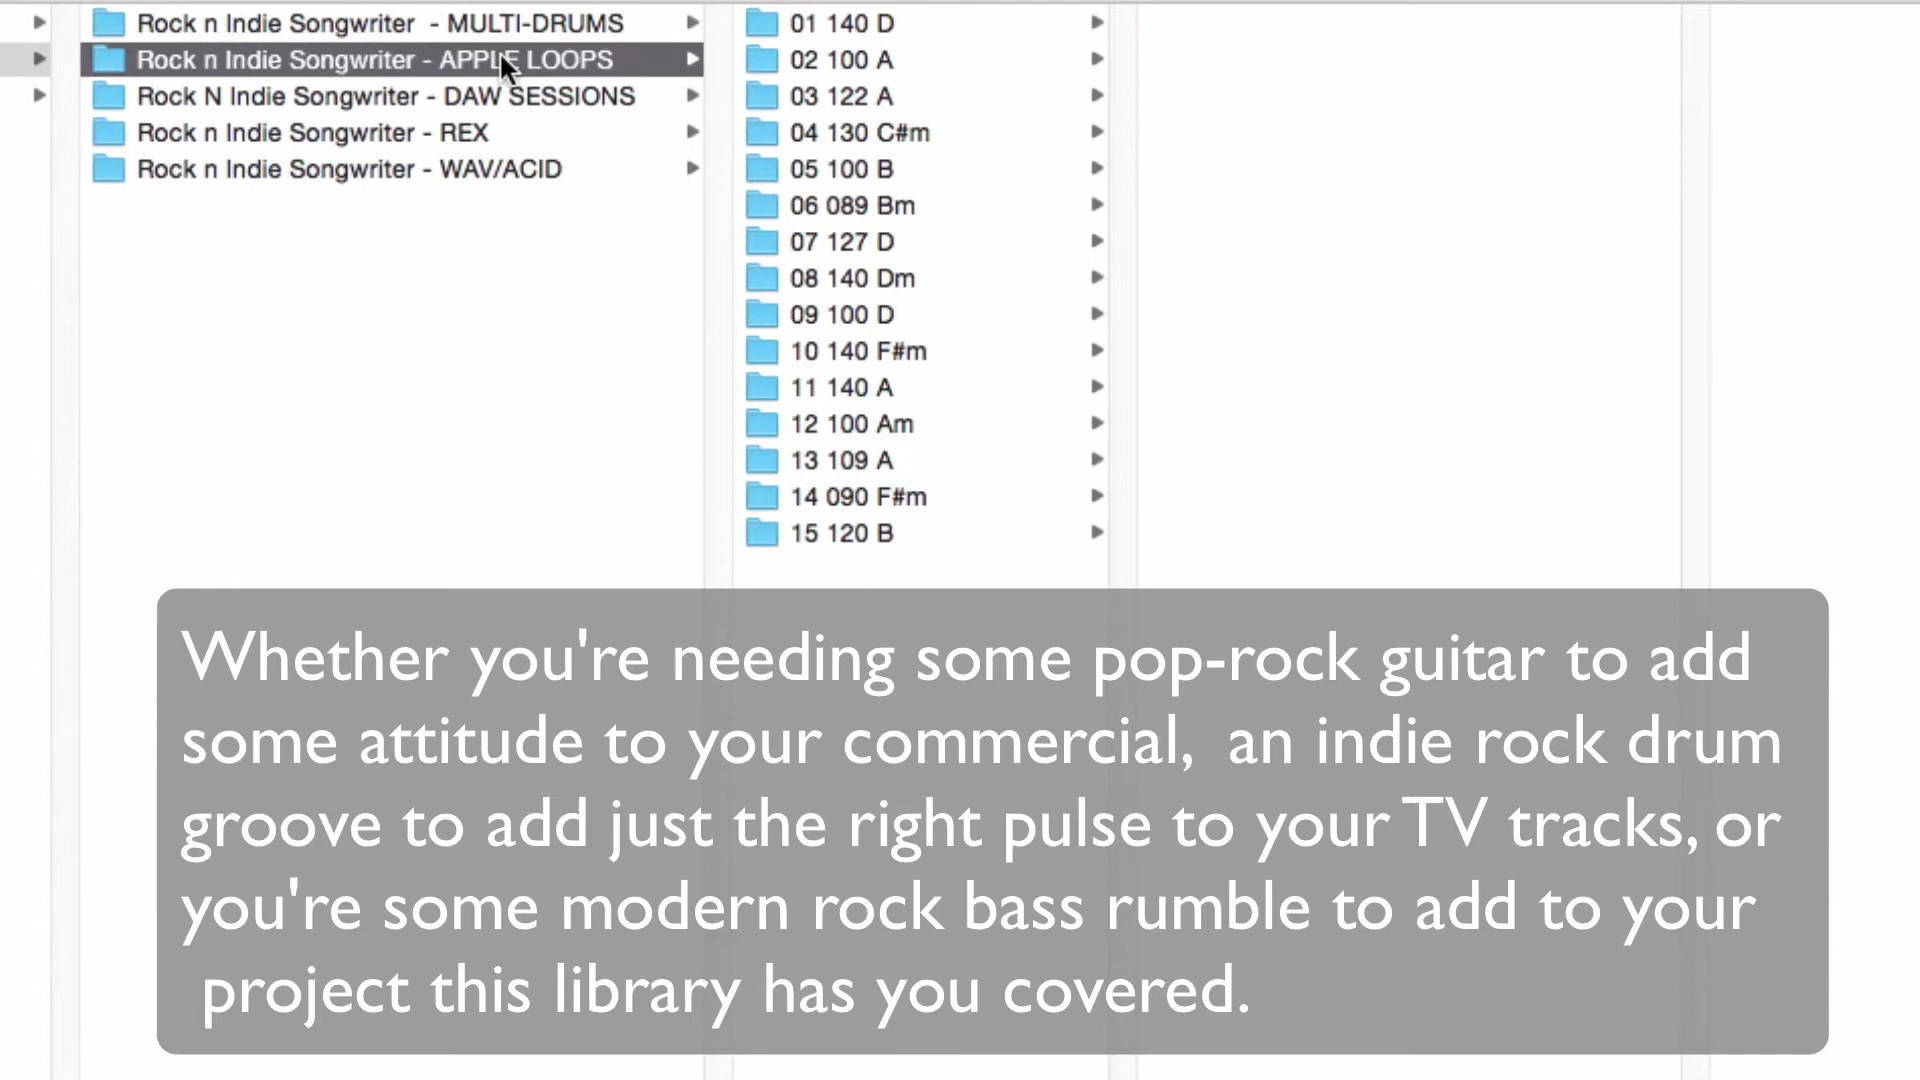 Rock n Indie Songwriter - MULTI-DRUMS
Rock n Indie Songwriter - APPLE LOOPS
Rock N Indie Songwriter - DAW SESSIONS
Rock n Indie Songwriter - REX
Rock n Indie Songwriter - WAV/ACID
01 140 D
02 100 A
03 122 A
04 130 C#m
05 100 B
06 089 Bm
07 127 D
08 140 Dm
09 100 D
10 140 F#m
11 140 A
12 100 Am
13 109 A
14 090 F#m
15 120 B
Whether you're needing some pop-rock guitar to add
some attitude to your commercial, an indie rock drum
groove to add just the right pulse to your TV tracks, or
you're some modern rock bass rumble to add to your
project this library has you covered.